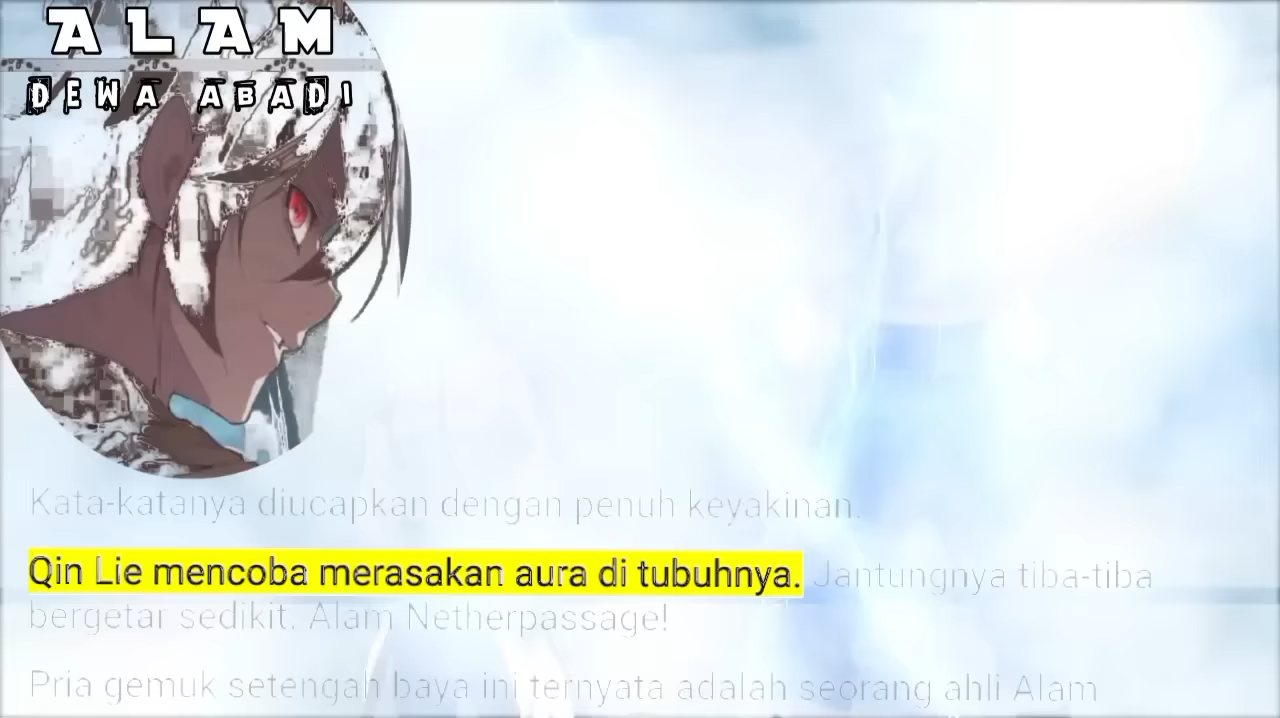 ALAM
DEWA ABADI
Kata-katanya diucapkan dengan penuh keyakinan.
Qin Lie mencoba merasakan aura di tubuhnya. Jantungnya tiba-tiba
bergetar sedikit. Alam Netherpassage!
Pria gemuk setengah baya ini ternyata adalah seorang ahli Alam